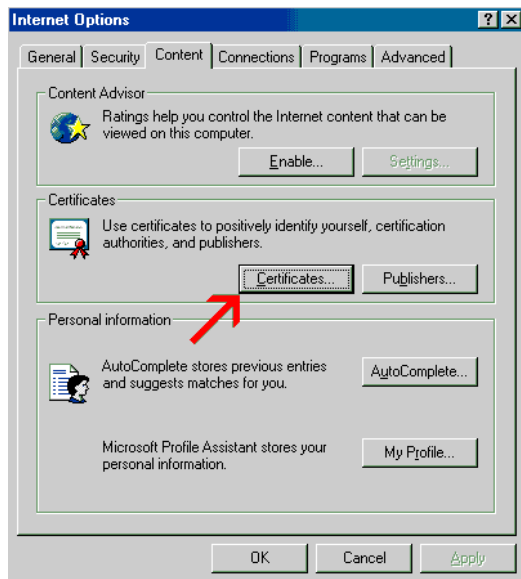 Internet Options
General Security Content Connections Programs Advanced
Content Advisor
Ratings help you control the Internet content that can be
viewed on this computer.
Enable... Settings...
Certificates
Use certificates to positively identify yourself, certification
authorities, and publishers.
Certificates... Publishers...
Personal information
AutoComplete stores previous entries
and suggests matches for you.
AutoComplete...
Microsoft Profile Assistant stores your
personal information.
My Profile...
OK Cancel Apply